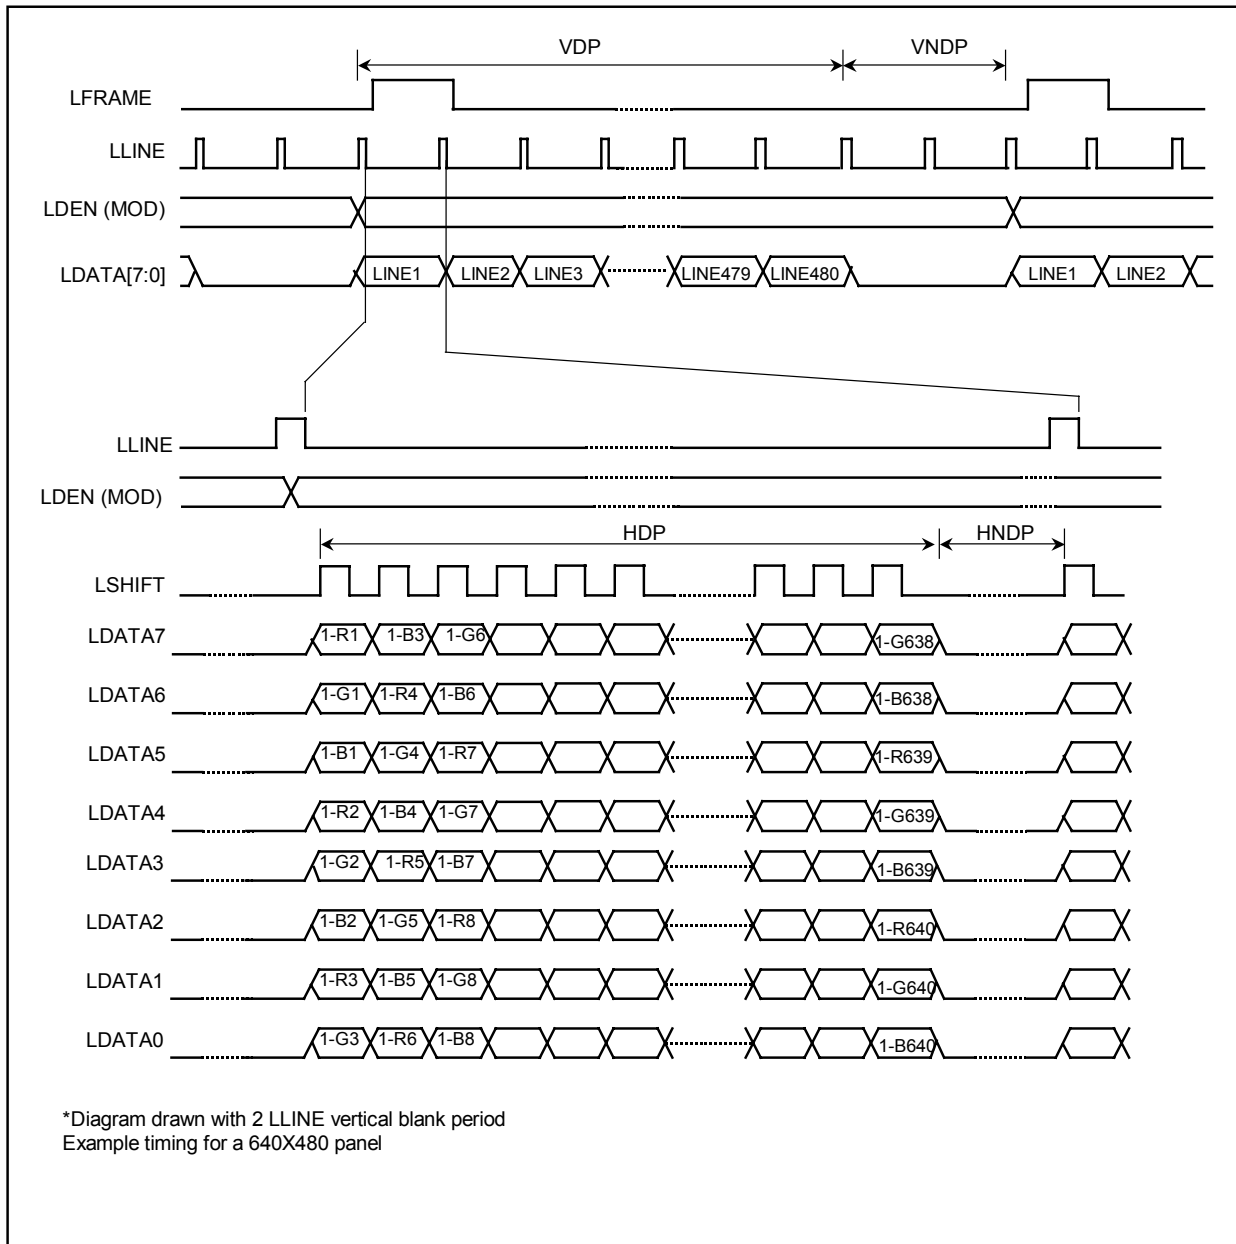 VDP VNDP
LFRAME
LLINE
LDEN (MOD)
LDATA[7:0] LINE1 LINE2 LINE3 LINE479 LINE480 LINE1 LINE2
LLINE
LDEN (MOD)
HDP HNDP
LSHIFT
LDATA7 1-R1 1-B3 1-G6 1-G638
LDATA6 1-G1 1-R4 1-B6 1-B638
LDATA5 1-B1 1-G4 1-R7 1-R639
LDATA4 1-R2 1-B4 1-G7 1-G639
LDATA3 1-G2 1-R5 1-B7 1-B639
LDATA2 1-B2 1-G5 1-R8 1-R640
LDATA1 1-R3 1-B5 1-G8 1-G640
LDATA0 1-G3 1-R6 1-B8 1-B640
*Diagram drawn with 2 LLINE vertical blank period
Example timing for a 640X480 panel